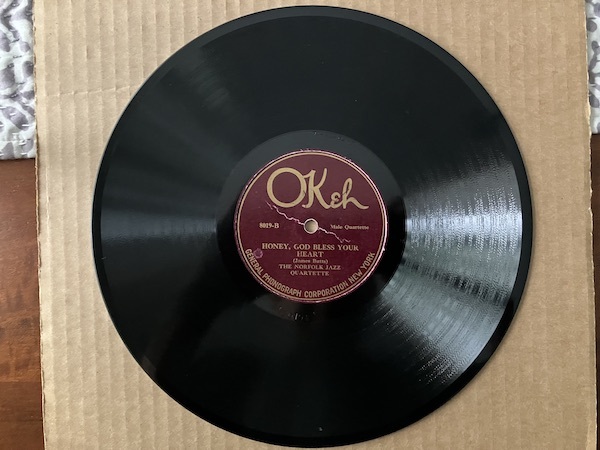 OKeh
8019-B Male Quartette
HONEY, GOD BLESS YOUR
HEART
(James Betts)
THE NORFOLK JAZZ
QUARTETTE
GENERAL PHONOGRAPH CORPORATION NEW YORK